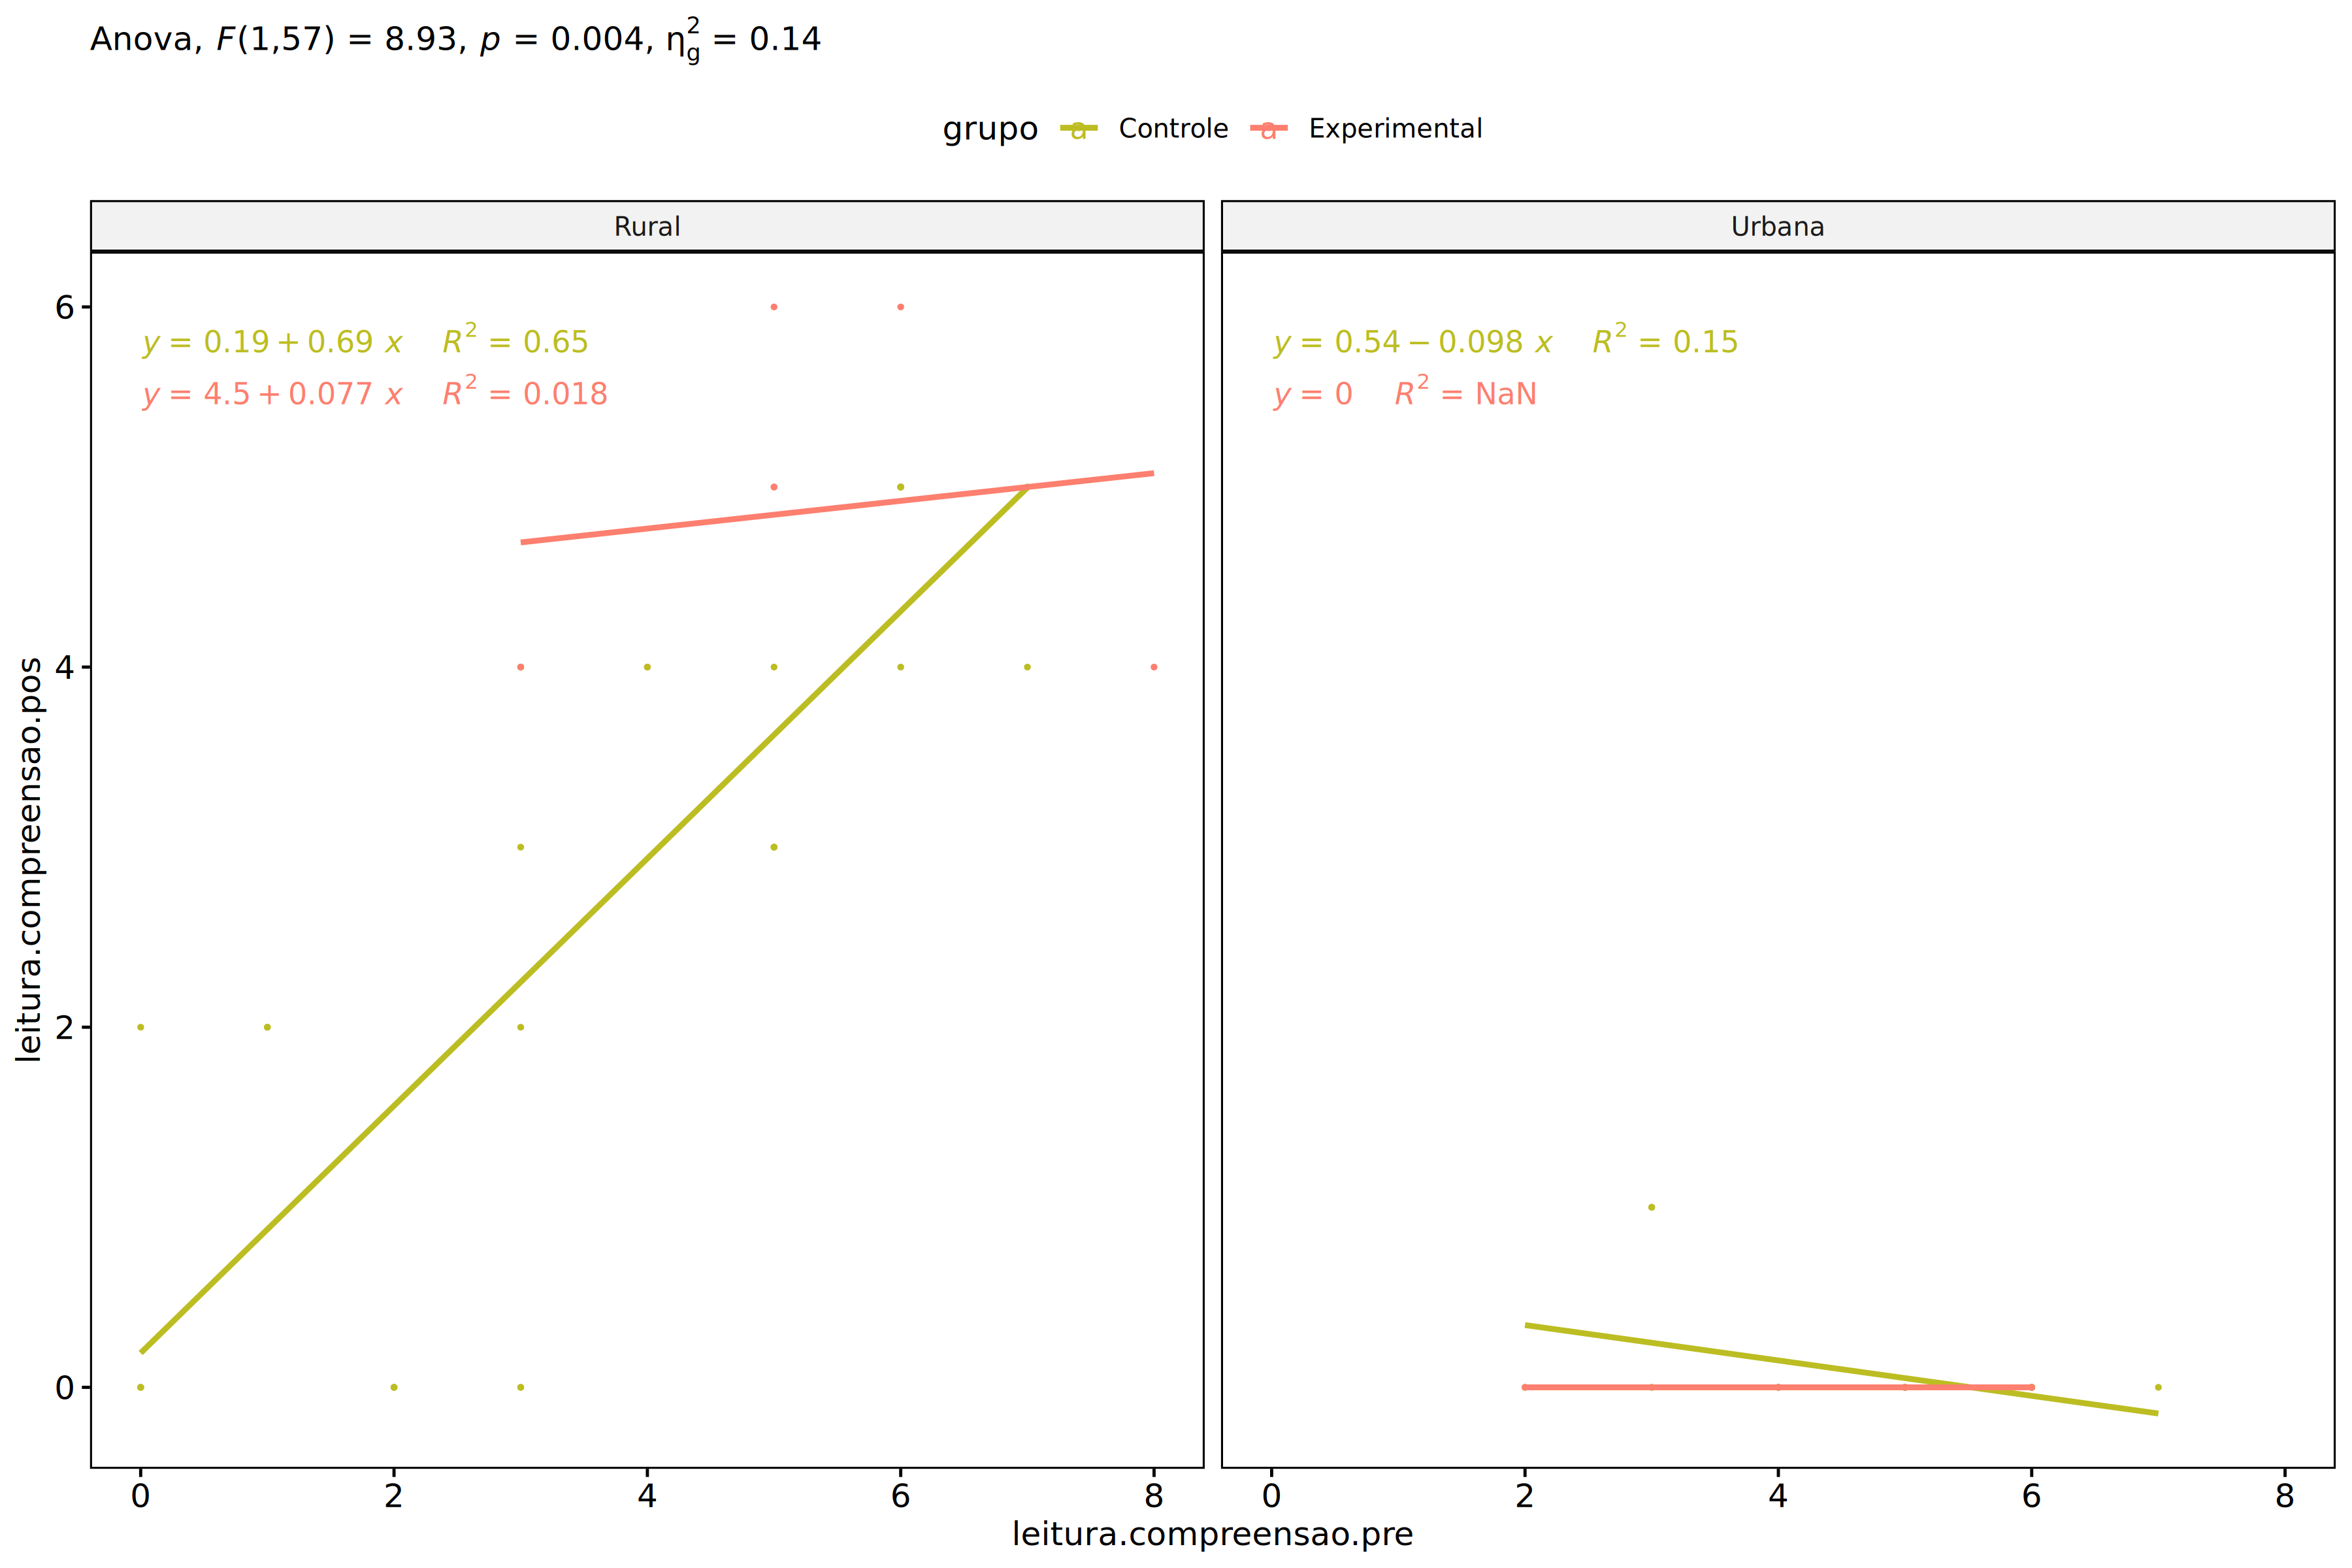 Anova, F(1,57) = 8.93, p = 0.004, η²g = 0.14
grupo a Controle a Experimental
Rural
Urbana
y = 0.19 + 0.69 x R² = 0.65
y = 4.5 + 0.077 x R² = 0.018
y = 0.54 − 0.098 x R² = 0.15
y = 0 R² = NaN
leitura.compreensao.pos
6
4
2
0
0 2 4 6 8
0 2 4 6 8
leitura.compreensao.pre